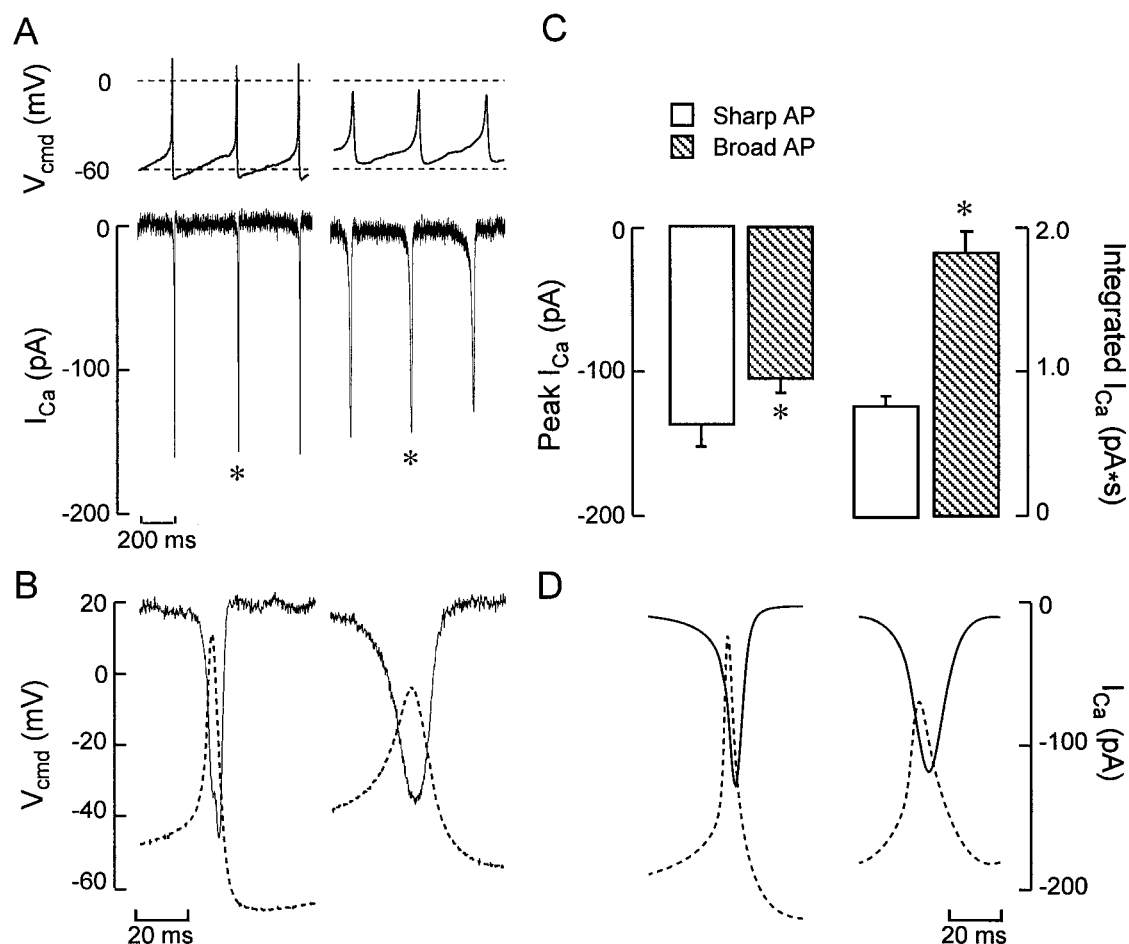 A
V_cmd (mV)
0
-60
I_Ca (pA)
0
-100
-200
*
*
200 ms
C
Sharp AP
Broad AP
Peak I_Ca (pA)
0
-100
-200
*
*
2.0
1.0
0
Integrated I_Ca (pA*s)
B
V_cmd (mV)
20
0
-20
-40
-60
20 ms
D
0
-100
-200
I_Ca (pA)
20 ms